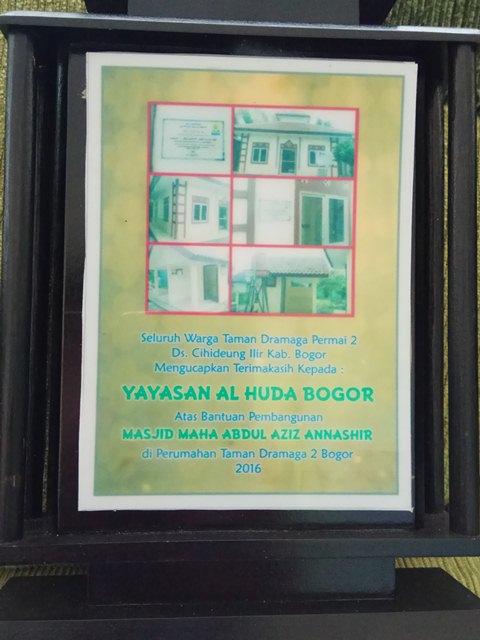 Seluruh Warga Taman Dramaga Permai 2
Ds. Cihideung Ilir Kab. Bogor
Mengucapkan Terimakasih Kepada :
YAYASAN AL HUDA BOGOR
Atas Bantuan Pembangunan
MASJID MAHA ABDUL AZIZ ANNASHIR
di Perumahan Taman Dramaga 2 Bogor
2016